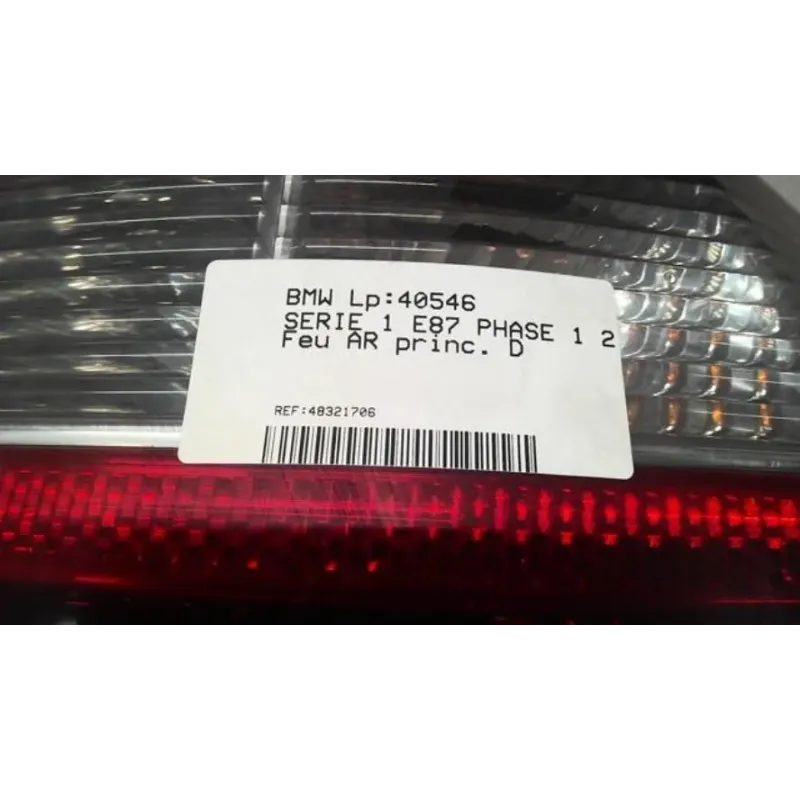 BMW Lp:40546
SERIE 1 E87 PHASE 1 2
Feu AR princ. D
REF:48321706